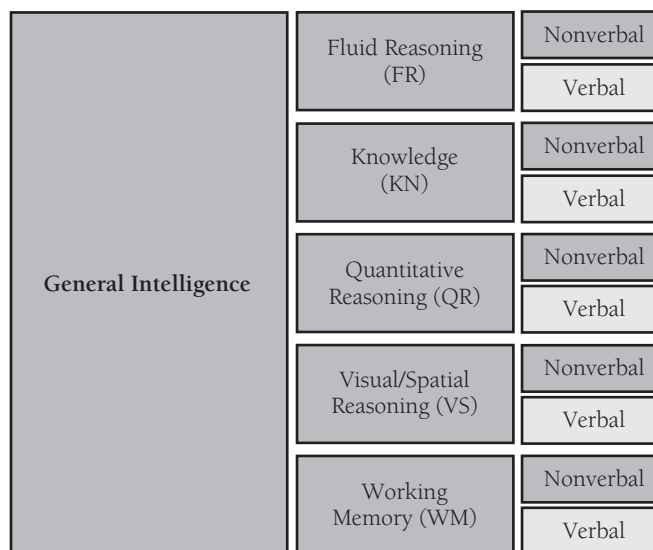 General Intelligence
Fluid Reasoning
(FR)
Nonverbal
Verbal
Knowledge
(KN)
Nonverbal
Verbal
Quantitative
Reasoning (QR)
Nonverbal
Verbal
Visual/Spatial
Reasoning (VS)
Nonverbal
Verbal
Working
Memory (WM)
Nonverbal
Verbal